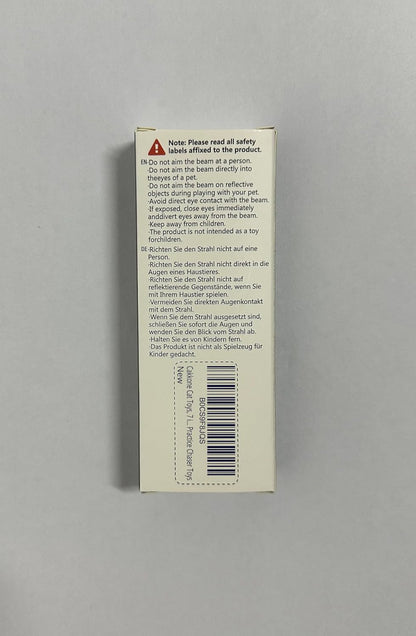 Note: Please read all safety
labels affixed to the product.
EN·Do not aim the beam at a person.
·Do not aim the beam directly into
theeyes of a pet.
·Do not aim the beam on reflective
objects during playing with your pet.
·Avoid direct eye contact with the beam.
·If exposed, close eyes immediately
anddivert eyes away from the beam.
·Keep away from children.
·The product is not intended as a toy
forchildren.
DE·Richten Sie den Strahl nicht auf eine
Person.
·Richten Sie den Strahl nicht direkt in die
Augen eines Haustieres.
·Richten Sie den Strahl nicht auf
reflektierende Gegenstände, wenn Sie
mit Ihrem Haustier spielen.
·Vermeiden Sie direkten Augenkontakt
mit dem Strahl.
·Wenn Sie dem Strahl ausgesetzt sind,
schließen Sie sofort die Augen und
wenden Sie den Blick vom Strahl ab.
·Halten Sie es von Kindern fern.
·Das Produkt ist nicht als Spielzeug für
Kinder gedacht.
B0CS9F8JQS
Cakkone Cat Toys, 7 L... Practice Chaser Toys
New